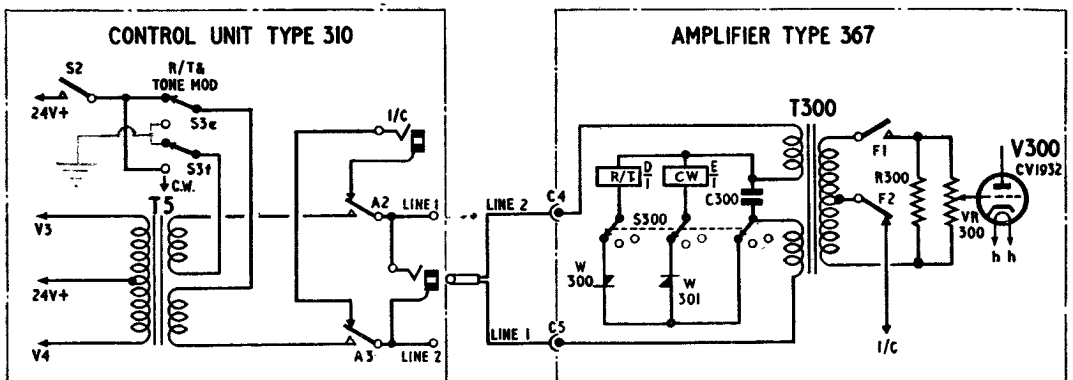 CONTROL UNIT TYPE 310
S2
R/T &
TONE MOD
24V+
S3e
S3f
C.W.
T5
V3
24V+
V4
I/C
A2
LINE 1
A3
LINE 2
AMPLIFIER TYPE 367
LINE 2
C4
LINE 1
C5
R/T
D
1
CW
E
1
C300
S300
W
300
W
301
T300
F1
F2
R300
VR
300
V300
CV1932
h h
I/C